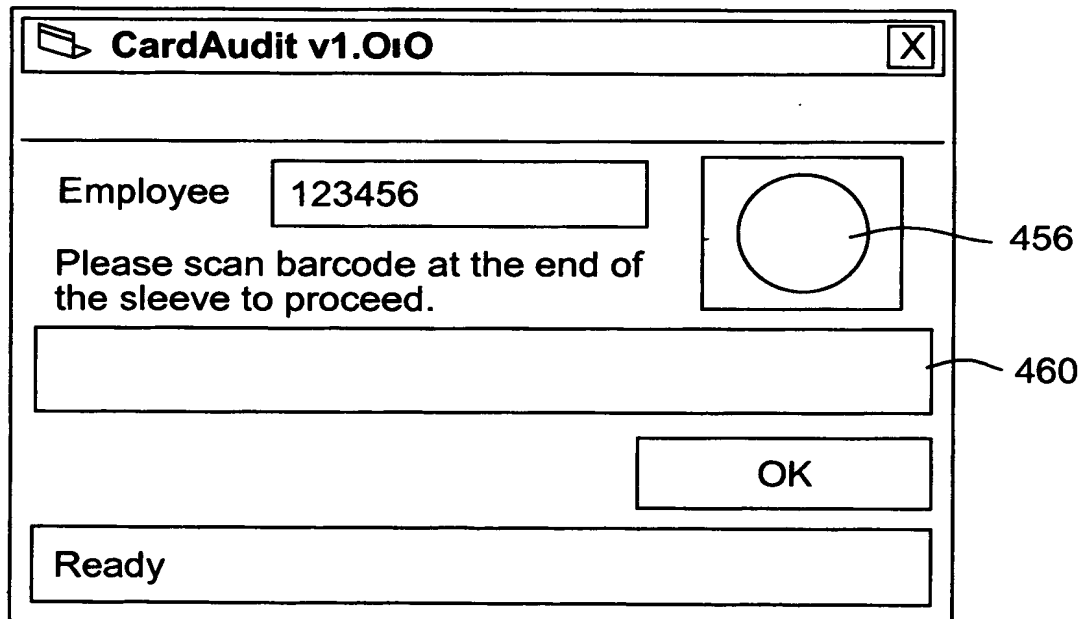 CardAudit v1.OıO
X
Employee 123456
456
Please scan barcode at the end of
the sleeve to proceed.
460
OK
Ready